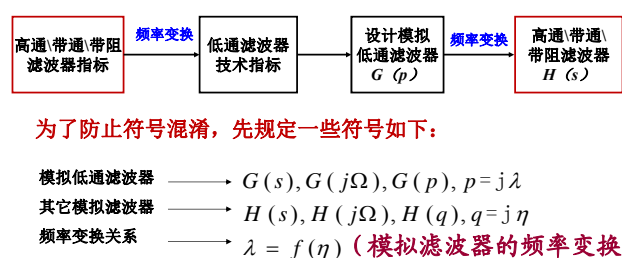 高通\带通\带阻
滤波器指标
频率变换
低通滤波器
技术指标
设计模拟
低通滤波器
G（p）
频率变换
高通\带通\
带阻滤波器
H（s）
为了防止符号混淆，先规定一些符号如下：
模拟低通滤波器 G(s),G(jΩ),G(p), p=jλ
其它模拟滤波器 H(s),H(jΩ),H(q),q=jη
频率变换关系 λ = f(η)（模拟滤波器的频率变换